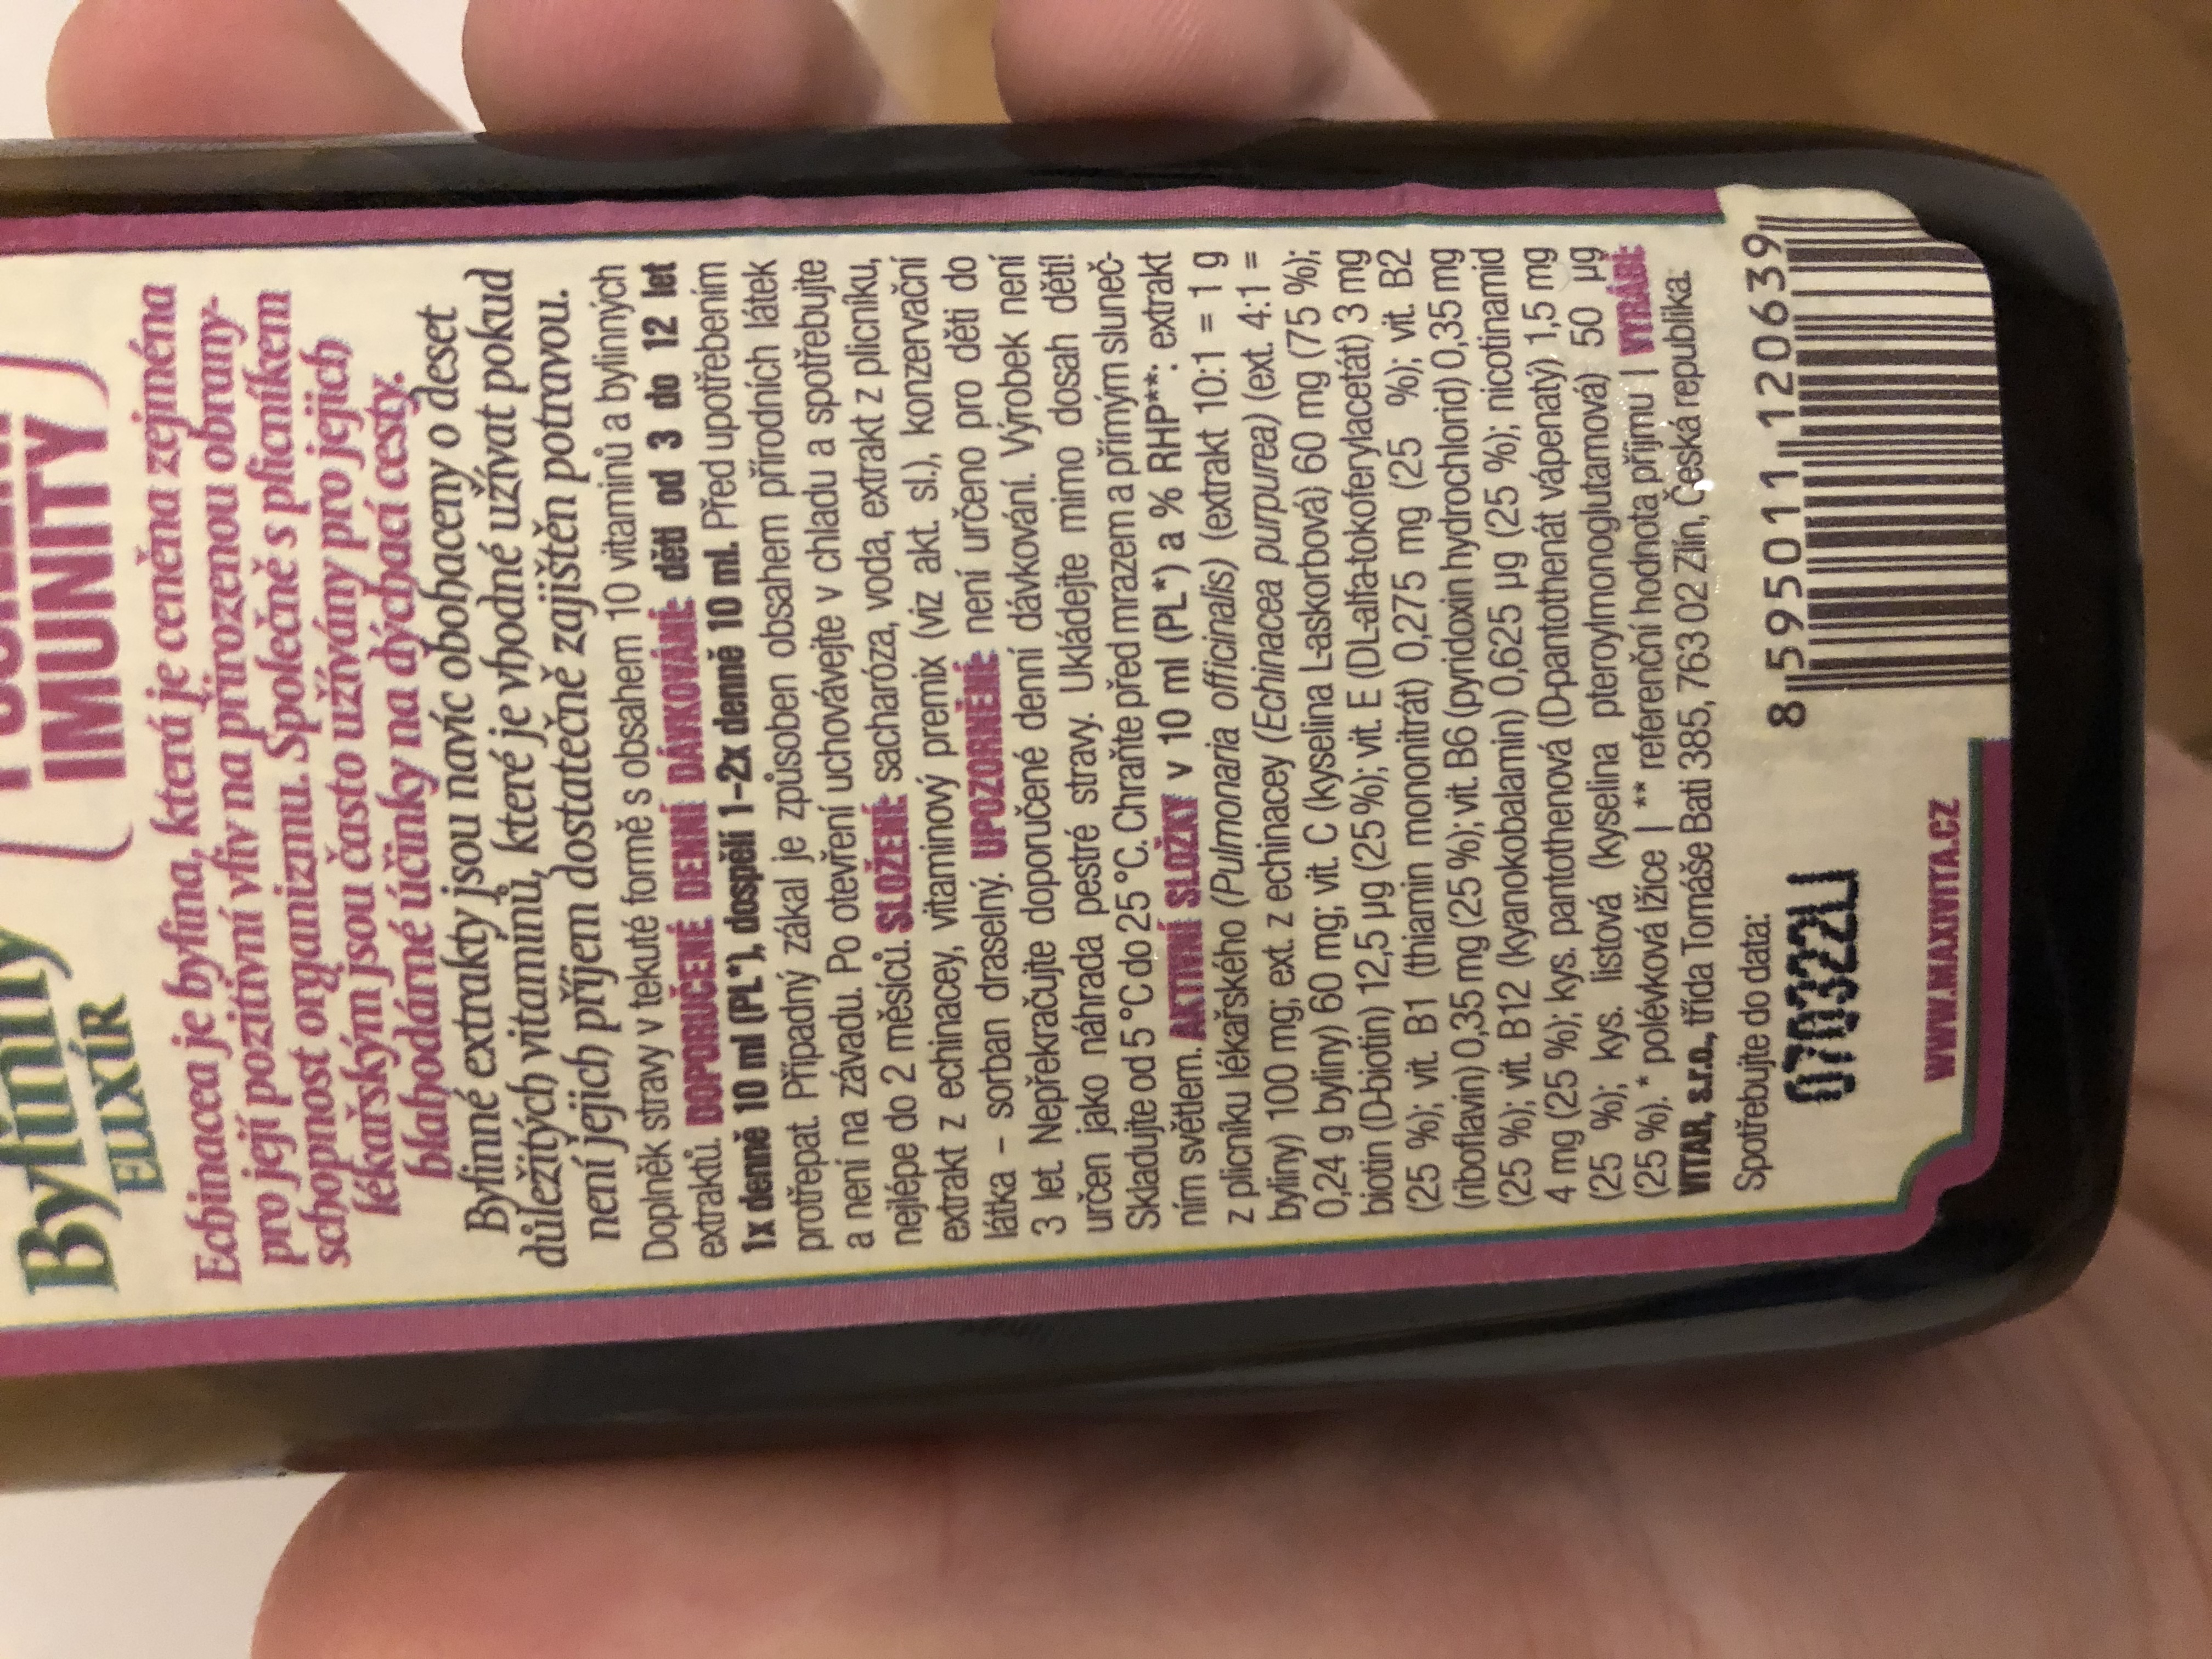 Bylinný
ELIXÍR
IMUNITY
Echinacea je bylina, která je ceněna zejména
pro její pozitivní vliv na přirozenou obrany-
schopnost organizmu. Společně s plicníkem
lékařským jsou často užívány pro jejich
blahodárné účinky na dýchací cesty.
Bylinné extrakty jsou navíc obohaceny o deset
důležitých vitaminů, které je vhodné užívat pokud
není jejich příjem dostatečně zajištěn potravou.
Doplněk stravy v tekuté formě s obsahem 10 vitaminů a bylinných
extraktů. DOPORUČENÉ DENNÍ DÁVKOVÁNÍ: děti od 3 do 12 let
1x denně 10 ml (PL*), dospělí 1-2x denně 10 ml. Před upotřebením
protřepat. Případný zákal je způsoben obsahem přírodních látek
a není na závadu. Po otevření uchovávejte v chladu a spotřebujte
nejlépe do 2 měsíců. SLOŽENÍ: sacharóza, voda, extrakt z plicníku,
extrakt z echinacey, vitaminový premix (viz akt. sl.), konzervační
látka – sorban draselný. UPOZORNĚNÍ: není určeno pro děti do
3 let. Nepřekračujte doporučené denní dávkování. Výrobek není
určen jako náhrada pestré stravy. Ukládejte mimo dosah dětí!
Skladujte od 5 °C do 25 °C. Chraňte před mrazem a přímým sluneč-
ním světlem. AKTIVNÍ SLOŽKY v 10 ml (PL*) a % RHP**: extrakt
z plicníku lékařského (Pulmonaria officinalis) (extrakt 10:1 = 1 g
byliny) 100 mg; ext. z echinacey (Echinacea purpurea) (ext. 4:1 =
0,24 g byliny) 60 mg; vit. C (kyselina L-askorbová) 60 mg (75 %);
biotin (D-biotin) 12,5 µg (25 %); vit. E (DL-alfa-tokoferylacetát) 3 mg
(25 %); vit. B1 (thiamin mononitrát) 0,275 mg (25 %); vit. B2
(riboflavin) 0,35 mg (25 %); vit. B6 (pyridoxin hydrochlorid) 0,35 mg
(25 %); vit. B12 (kyanokobalamin) 0,625 µg (25 %); nicotinamid
4 mg (25 %); kys. pantothenová (D-pantothenát vápenatý) 1,5 mg
(25 %); kys. listová (kyselina pteroylmonoglutamová) 50 µg
(25 %). * polévková lžíce | ** referenční hodnota příjmu | VYRÁBÍ:
VITAR, s.r.o., třída Tomáše Bati 385, 763 02 Zlín, Česká republika.
Spotřebujte do data:
070322LI
8 595011 120639
WWW.MAXIVITA.CZ